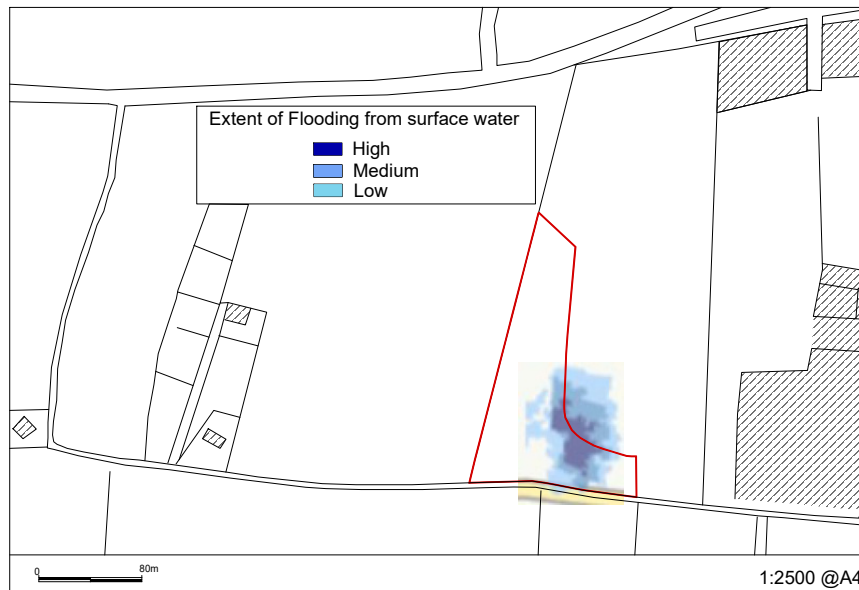 Extent of Flooding from surface water
High
Medium
Low
0 80m
1:2500 @A4